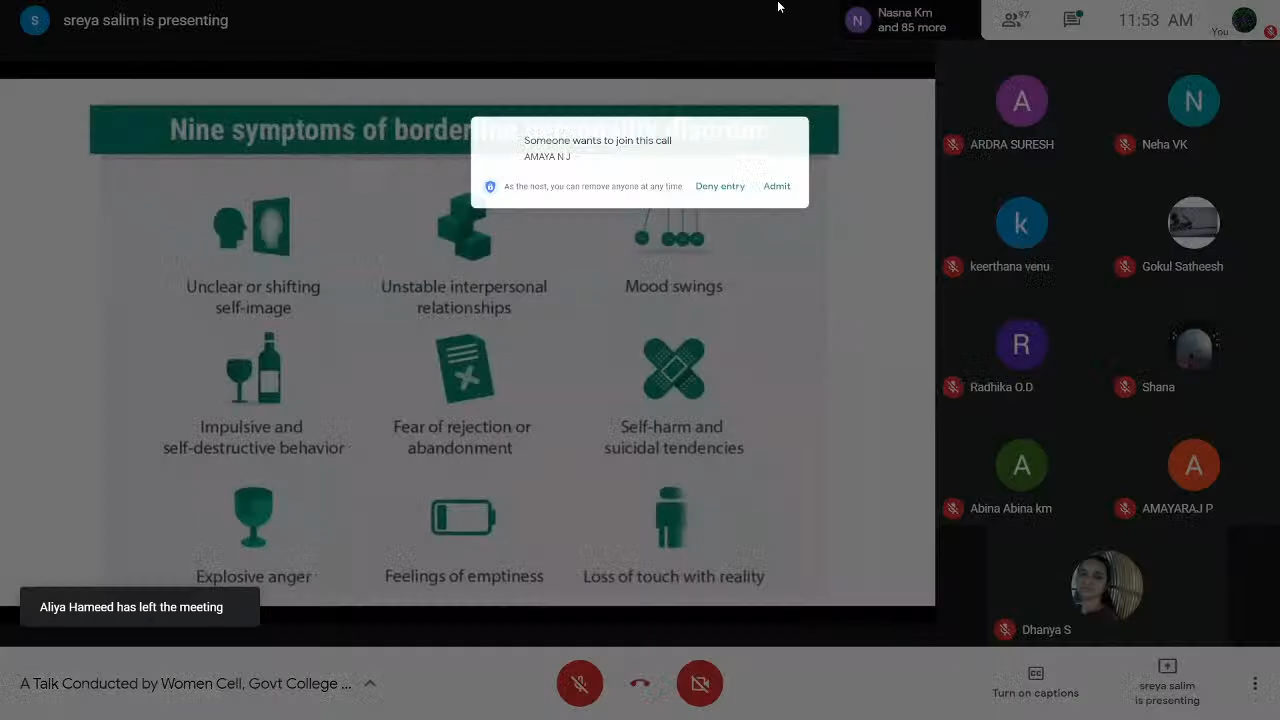 S
sreya salim is presenting
N
Nasna Km
and 85 more
97
11:53 AM
You
Nine symptoms of borderline personality disorder
Someone wants to join this call
AMAYA N J
As the host, you can remove anyone at any time
Deny entry
Admit
Unclear or shifting
self-image
Unstable interpersonal
relationships
Mood swings
Impulsive and
self-destructive behavior
Fear of rejection or
abandonment
Self-harm and
suicidal tendencies
Explosive anger
Feelings of emptiness
Loss of touch with reality
Aliya Hameed has left the meeting
A
ARDRA SURESH
N
Neha VK
k
keerthana venu
Gokul Satheesh
R
Radhika O.D
Shana
A
Abina Abina km
A
AMAYARAJ P
Dhanya S
A Talk Conducted by Women Cell, Govt College ...
CC
Turn on captions
sreya salim
is presenting